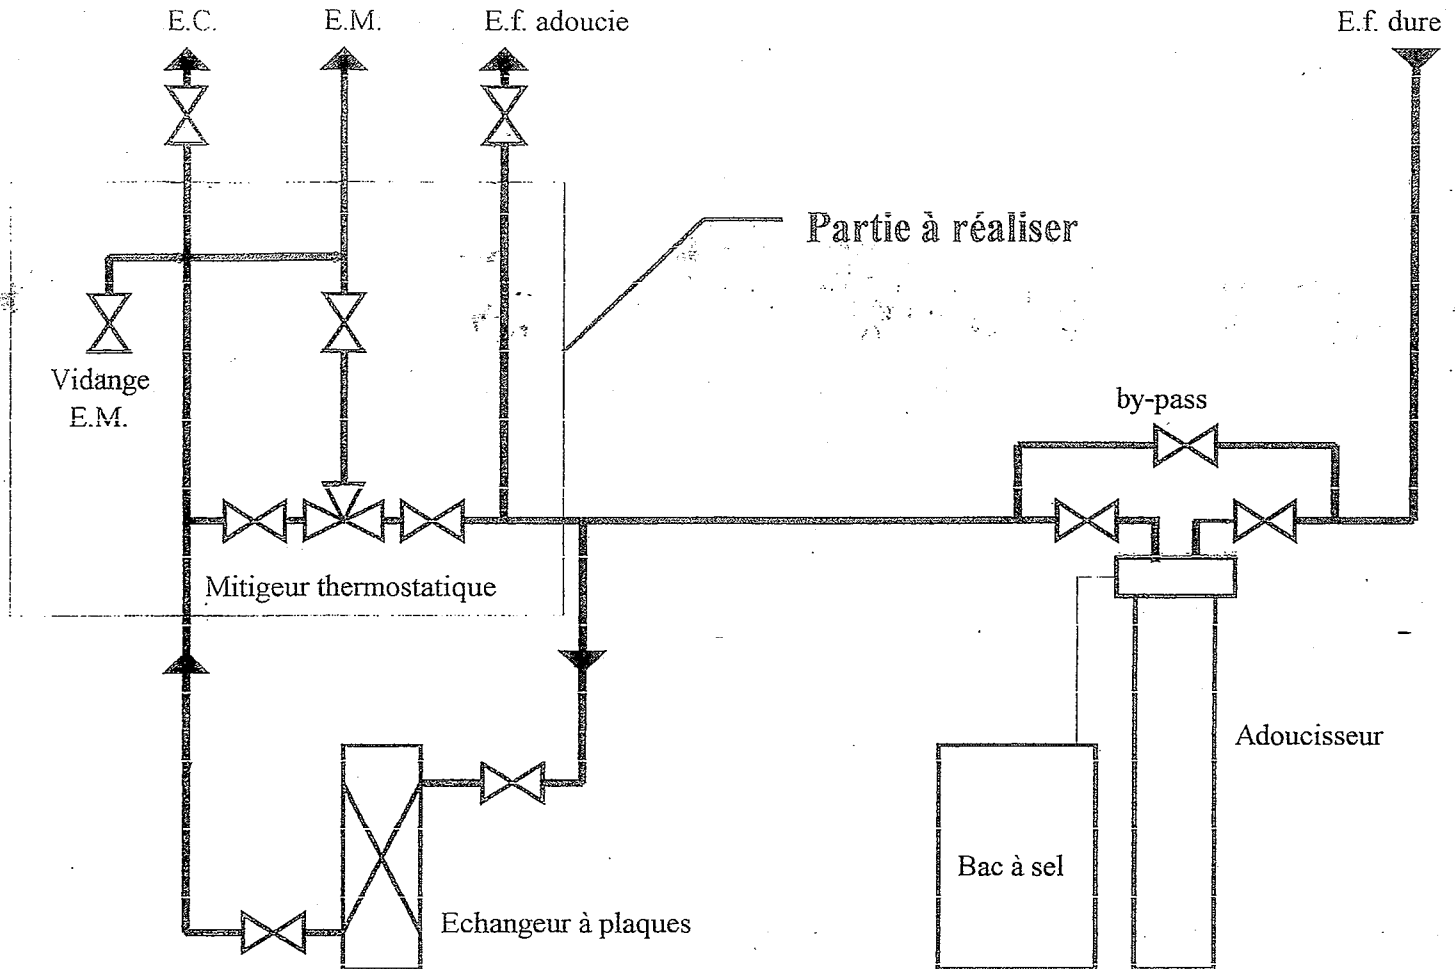 E.C.
E.M.
E.f. adoucie
E.f. dure
Partie à réaliser
Vidange
E.M.
by-pass
Mitigeur thermostatique
Adoucisseur
Bac à sel
Echangeur à plaques